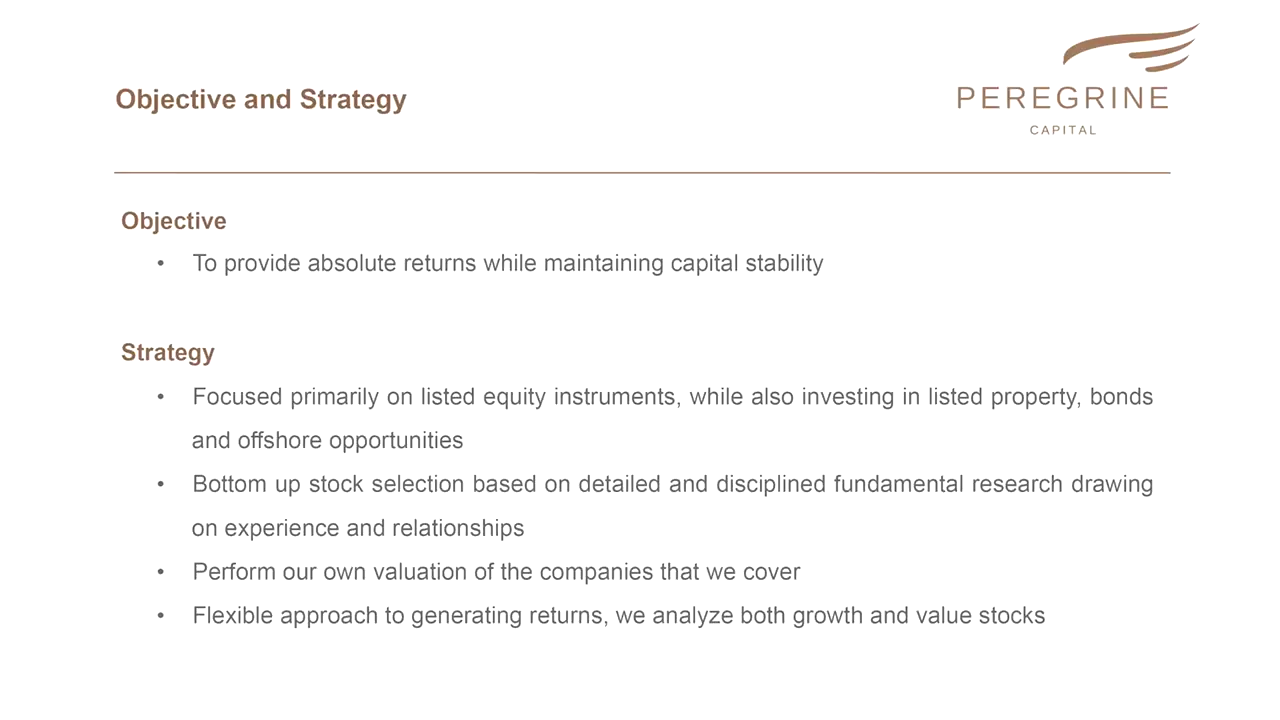 Objective and Strategy
PEREGRINE
CAPITAL
Objective
• To provide absolute returns while maintaining capital stability
Strategy
• Focused primarily on listed equity instruments, while also investing in listed property, bonds
and offshore opportunities
• Bottom up stock selection based on detailed and disciplined fundamental research drawing
on experience and relationships
• Perform our own valuation of the companies that we cover
• Flexible approach to generating returns, we analyze both growth and value stocks